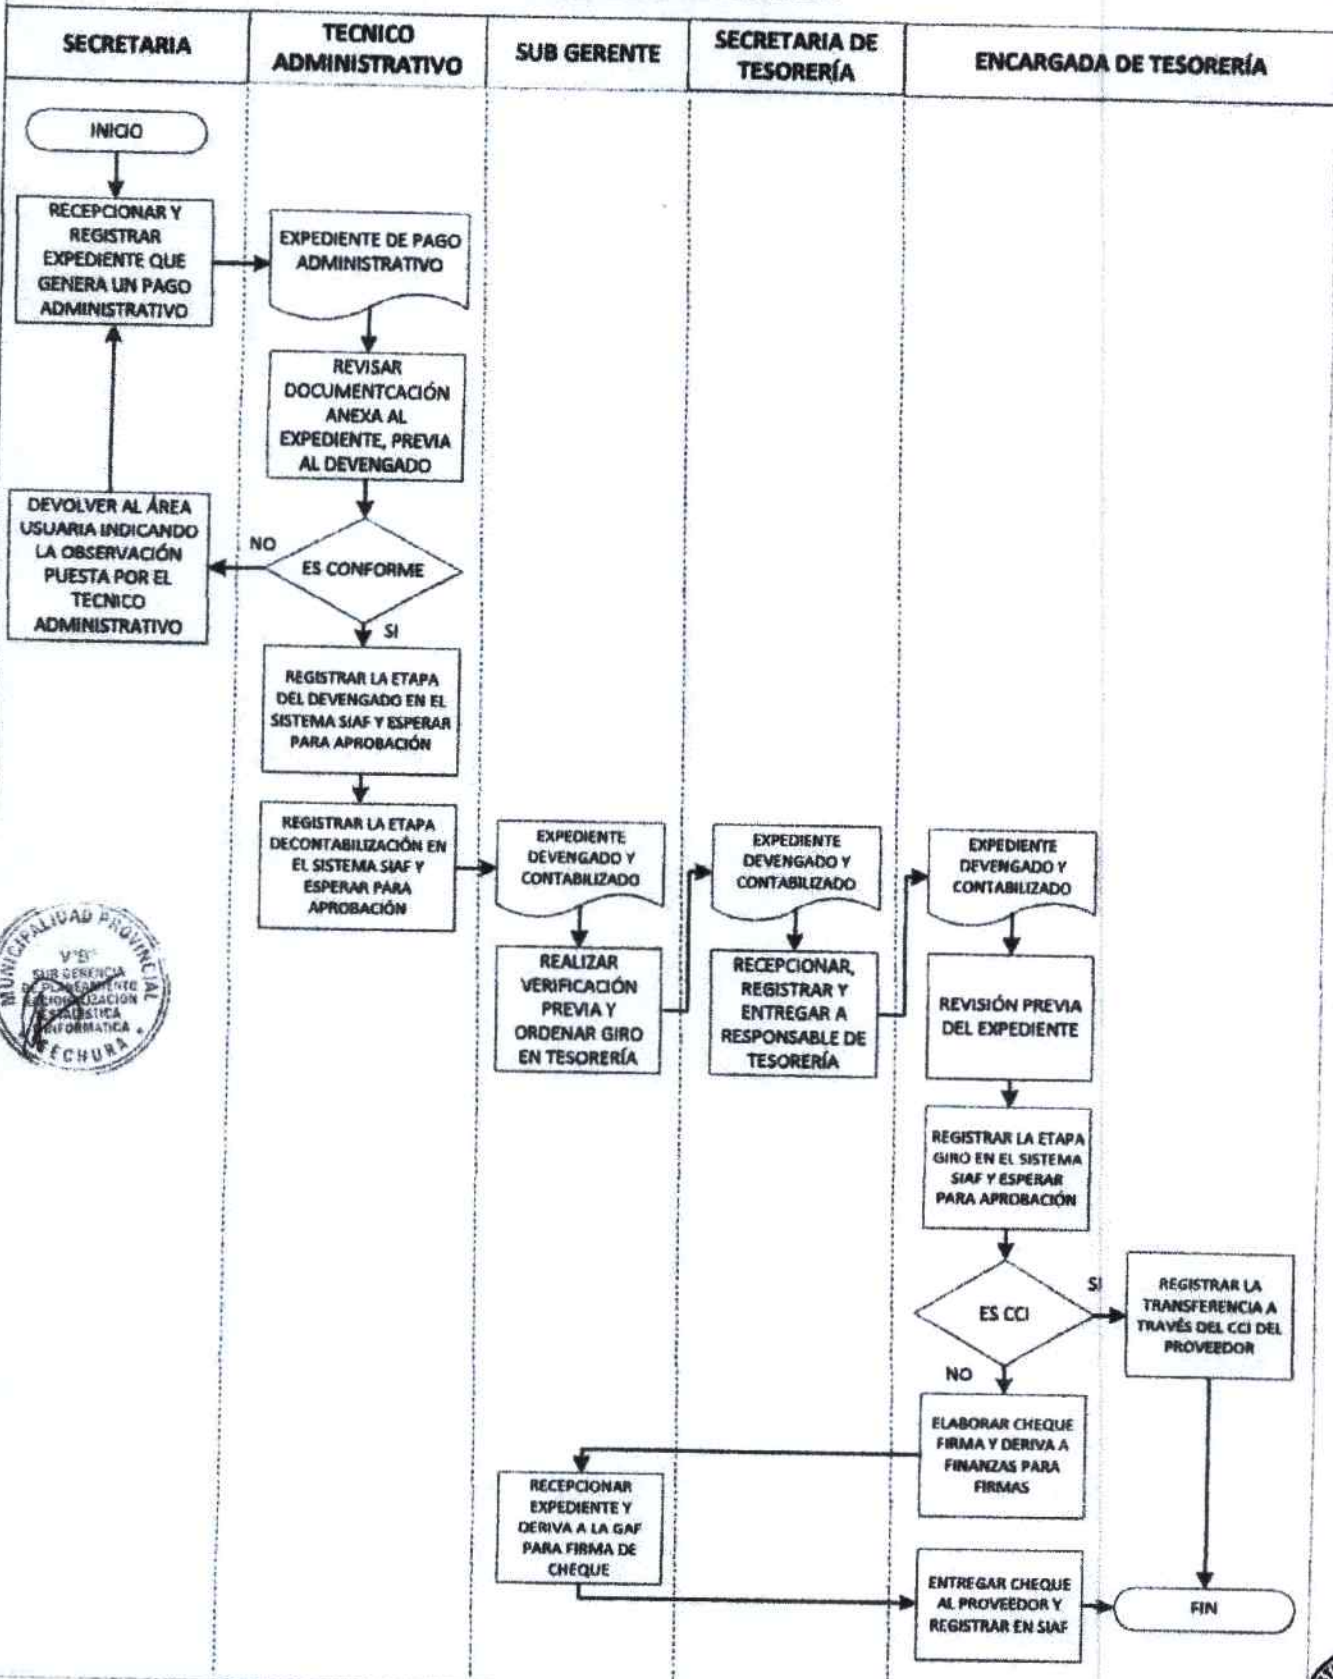 SECRETARIA
TECNICO
ADMINISTRATIVO
SUB GERENTE
SECRETARIA DE
TESORERÍA
ENCARGADA DE TESORERÍA
INICIO
RECEPCIONAR Y
REGISTRAR
EXPEDIENTE QUE
GENERA UN PAGO
ADMINISTRATIVO
EXPEDIENTE DE PAGO
ADMINISTRATIVO
REVISAR
DOCUMENTCACIÓN
ANEXA AL
EXPEDIENTE, PREVIA
AL DEVENGADO
DEVOLVER AL ÁREA
USUARIA INDICANDO
LA OBSERVACIÓN
PUESTA POR EL
TECNICO
ADMINISTRATIVO
NO
ES CONFORME
SI
REGISTRAR LA ETAPA
DEL DEVENGADO EN EL
SISTEMA SIAF Y ESPERAR
PARA APROBACIÓN
REGISTRAR LA ETAPA
DECONTABILIZACIÓN EN
EL SISTEMA SIAF Y
ESPERAR PARA
APROBACIÓN
EXPEDIENTE
DEVENGADO Y
CONTABILIZADO
EXPEDIENTE
DEVENGADO Y
CONTABILIZADO
EXPEDIENTE
DEVENGADO Y
CONTABILIZADO
REALIZAR
VERIFICACIÓN
PREVIA Y
ORDENAR GIRO
EN TESORERÍA
RECEPCIONAR,
REGISTRAR Y
ENTREGAR A
RESPONSABLE DE
TESORERÍA
REVISIÓN PREVIA
DEL EXPEDIENTE
MUNICIPALIDAD PROVINCIAL
V°B°
SUB GERENCIA
DE PLANEAMIENTO
ESTADISTICA
INFORMATICA
SECHURA
REGISTRAR LA ETAPA
GIRO EN EL SISTEMA
SIAF Y ESPERAR
PARA APROBACIÓN
ES CCI
SI
REGISTRAR LA
TRANSFERENCIA A
TRAVÉS DEL CCI DEL
PROVEEDOR
NO
ELABORAR CHEQUE
FIRMA Y DERIVA A
FINANZAS PARA
FIRMAS
RECEPCIONAR
EXPEDIENTE Y
DERIVA A LA GAF
PARA FIRMA DE
CHEQUE
ENTREGAR CHEQUE
AL PROVEEDOR Y
REGISTRAR EN SIAF
FIN